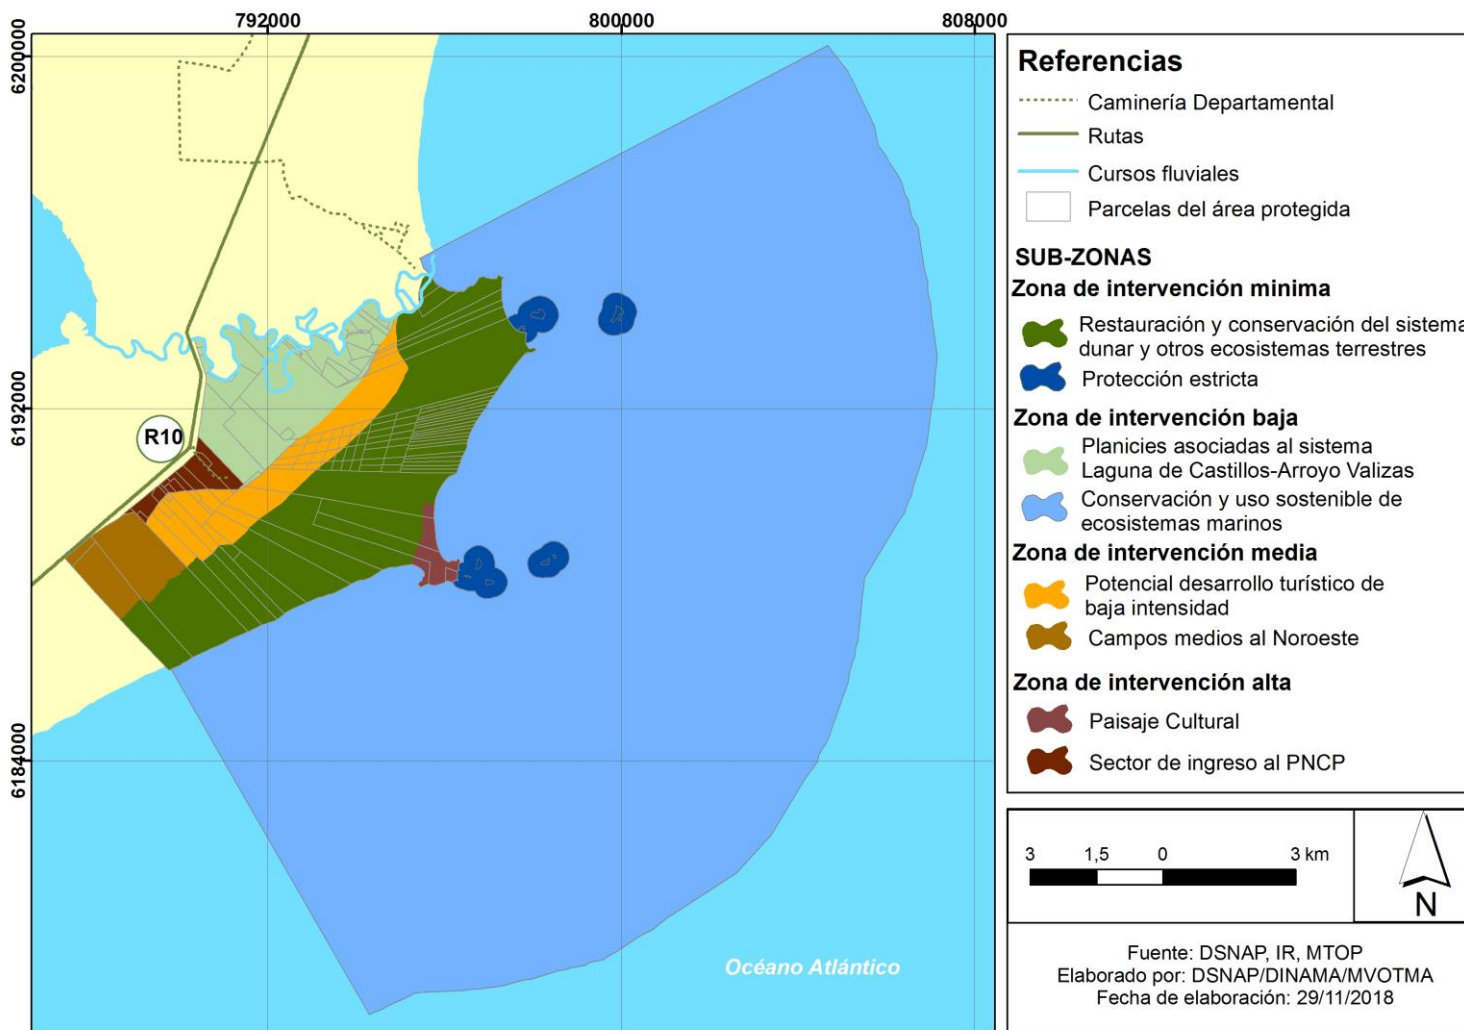 792000
800000
808000
6200000
6192000
6184000
R10
Océano Atlántico
Referencias
Caminería Departamental
Rutas
Cursos fluviales
Parcelas del área protegida
SUB-ZONAS
Zona de intervención minima
Restauración y conservación del sistema
dunar y otros ecosistemas terrestres
Protección estricta
Zona de intervención baja
Planicies asociadas al sistema
Laguna de Castillos-Arroyo Valizas
Conservación y uso sostenible de
ecosistemas marinos
Zona de intervención media
Potencial desarrollo turístico de
baja intensidad
Campos medios al Noroeste
Zona de intervención alta
Paisaje Cultural
Sector de ingreso al PNCP
3 1,5 0 3 km
N
Fuente: DSNAP, IR, MTOP
Elaborado por: DSNAP/DINAMA/MVOTMA
Fecha de elaboración: 29/11/2018